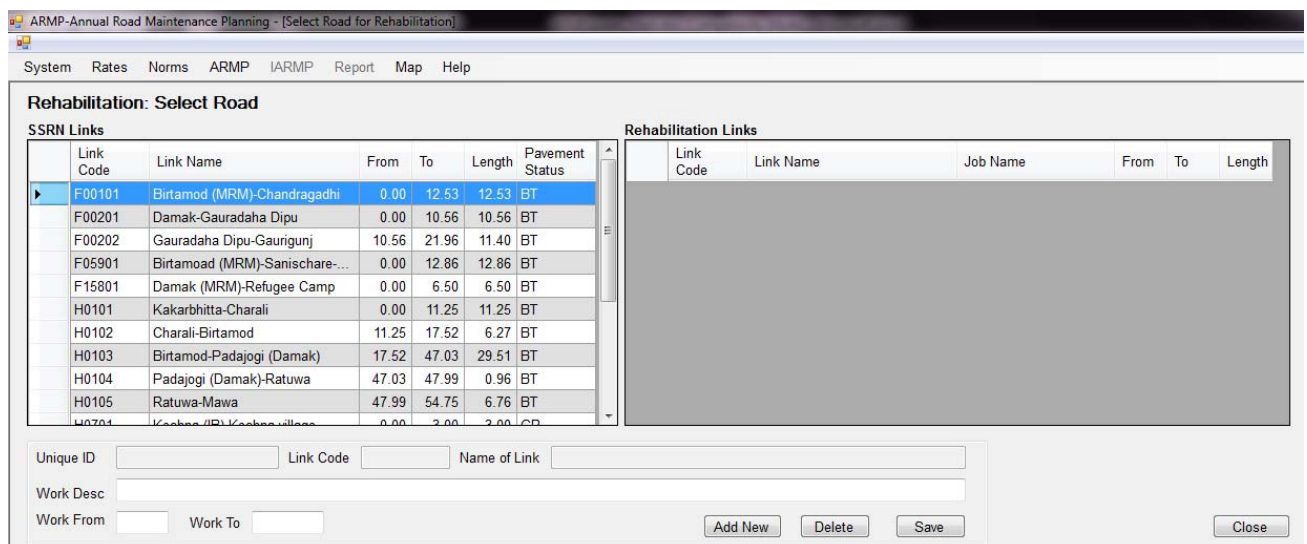 ARMP-Annual Road Maintenance Planning - [Select Road for Rehabilitation]
System Rates Norms ARMP IARMP Report Map Help
Rehabilitation: Select Road
SSRN Links
Link Code Link Name From To Length Pavement Status
F00101 Birtamod (MRM)-Chandragadhi 0.00 12.53 12.53 BT
F00201 Damak-Gauradaha Dipu 0.00 10.56 10.56 BT
F00202 Gauradaha Dipu-Gaurigunj 10.56 21.96 11.40 BT
F05901 Birtamoad (MRM)-Sanischare-... 0.00 12.86 12.86 BT
F15801 Damak (MRM)-Refugee Camp 0.00 6.50 6.50 BT
H0101 Kakarbhitta-Charali 0.00 11.25 11.25 BT
H0102 Charali-Birtamod 11.25 17.52 6.27 BT
H0103 Birtamod-Padajogi (Damak) 17.52 47.03 29.51 BT
H0104 Padajogi (Damak)-Ratuwa 47.03 47.99 0.96 BT
H0105 Ratuwa-Mawa 47.99 54.75 6.76 BT
H0701 0.00 3.00 3.00
Rehabilitation Links
Link Code Link Name Job Name From To Length
Unique ID Link Code Name of Link
Work Desc
Work From Work To Add New Delete Save Close